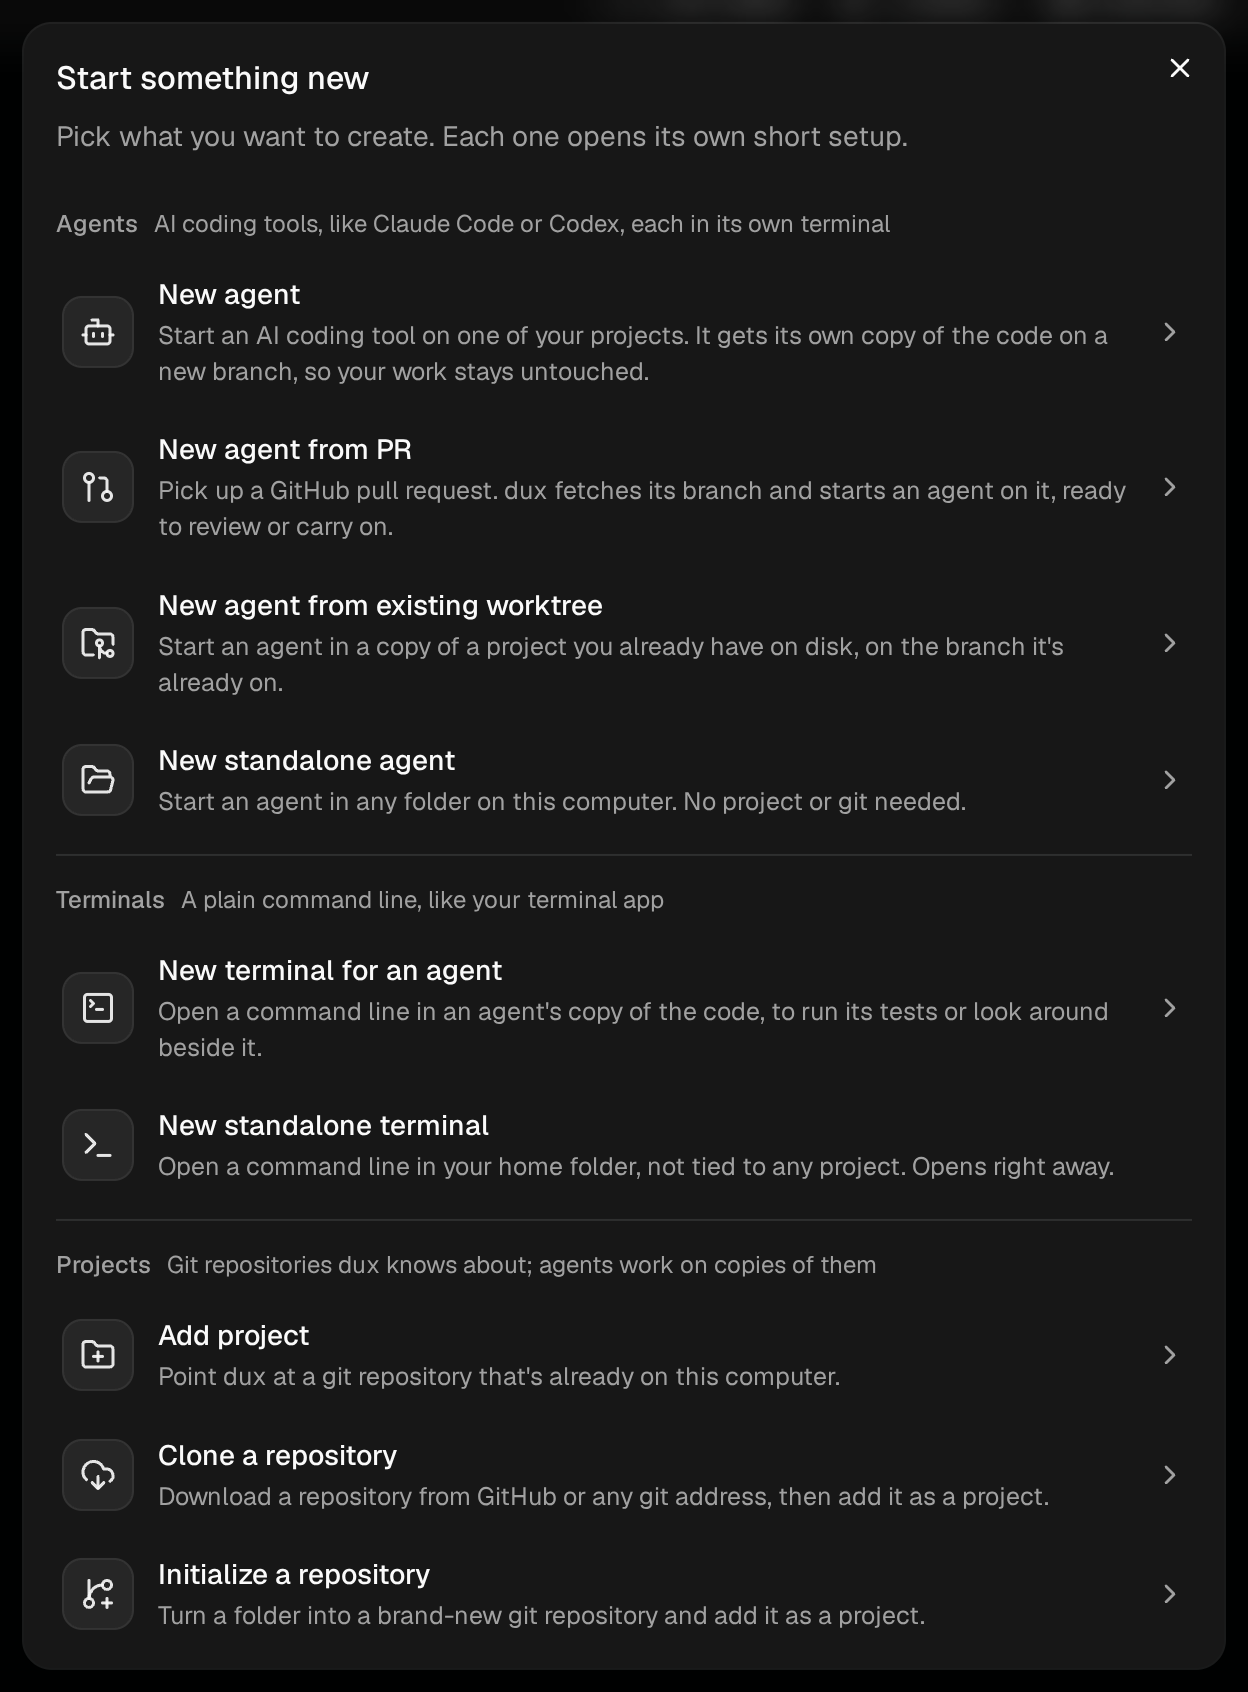 Start something new
Pick what you want to create. Each one opens its own short setup.
Agents AI coding tools, like Claude Code or Codex, each in its own terminal
New agent
Start an AI coding tool on one of your projects. It gets its own copy of the code on a
new branch, so your work stays untouched.
New agent from PR
Pick up a GitHub pull request. dux fetches its branch and starts an agent on it, ready
to review or carry on.
New agent from existing worktree
Start an agent in a copy of a project you already have on disk, on the branch it's
already on.
New standalone agent
Start an agent in any folder on this computer. No project or git needed.
Terminals A plain command line, like your terminal app
New terminal for an agent
Open a command line in an agent's copy of the code, to run its tests or look around
beside it.
New standalone terminal
Open a command line in your home folder, not tied to any project. Opens right away.
Projects Git repositories dux knows about; agents work on copies of them
Add project
Point dux at a git repository that's already on this computer.
Clone a repository
Download a repository from GitHub or any git address, then add it as a project.
Initialize a repository
Turn a folder into a brand-new git repository and add it as a project.